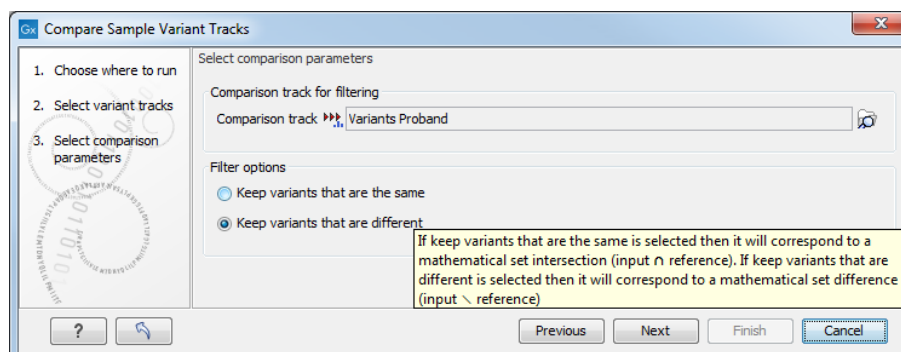 Gx Compare Sample Variant Tracks
1. Choose where to run
2. Select variant tracks
3. Select comparison
parameters
Select comparison parameters
Comparison track for filtering
Comparison track Variants Proband
Filter options
Keep variants that are the same
Keep variants that are different
If keep variants that are the same is selected then it will correspond to a
mathematical set intersection (input ∩ reference). If keep variants that are
different is selected then it will correspond to a mathematical set difference
(input ∖ reference)
? Previous Next Finish Cancel